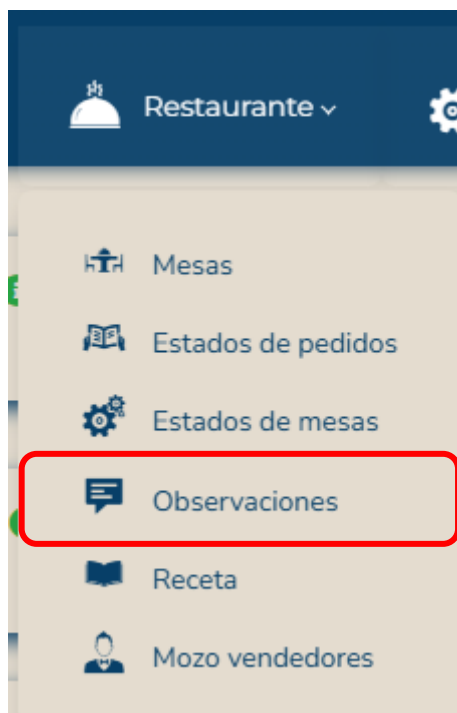 Restaurante
Mesas
Estados de pedidos
Estados de mesas
Observaciones
Receta
Mozo vendedores